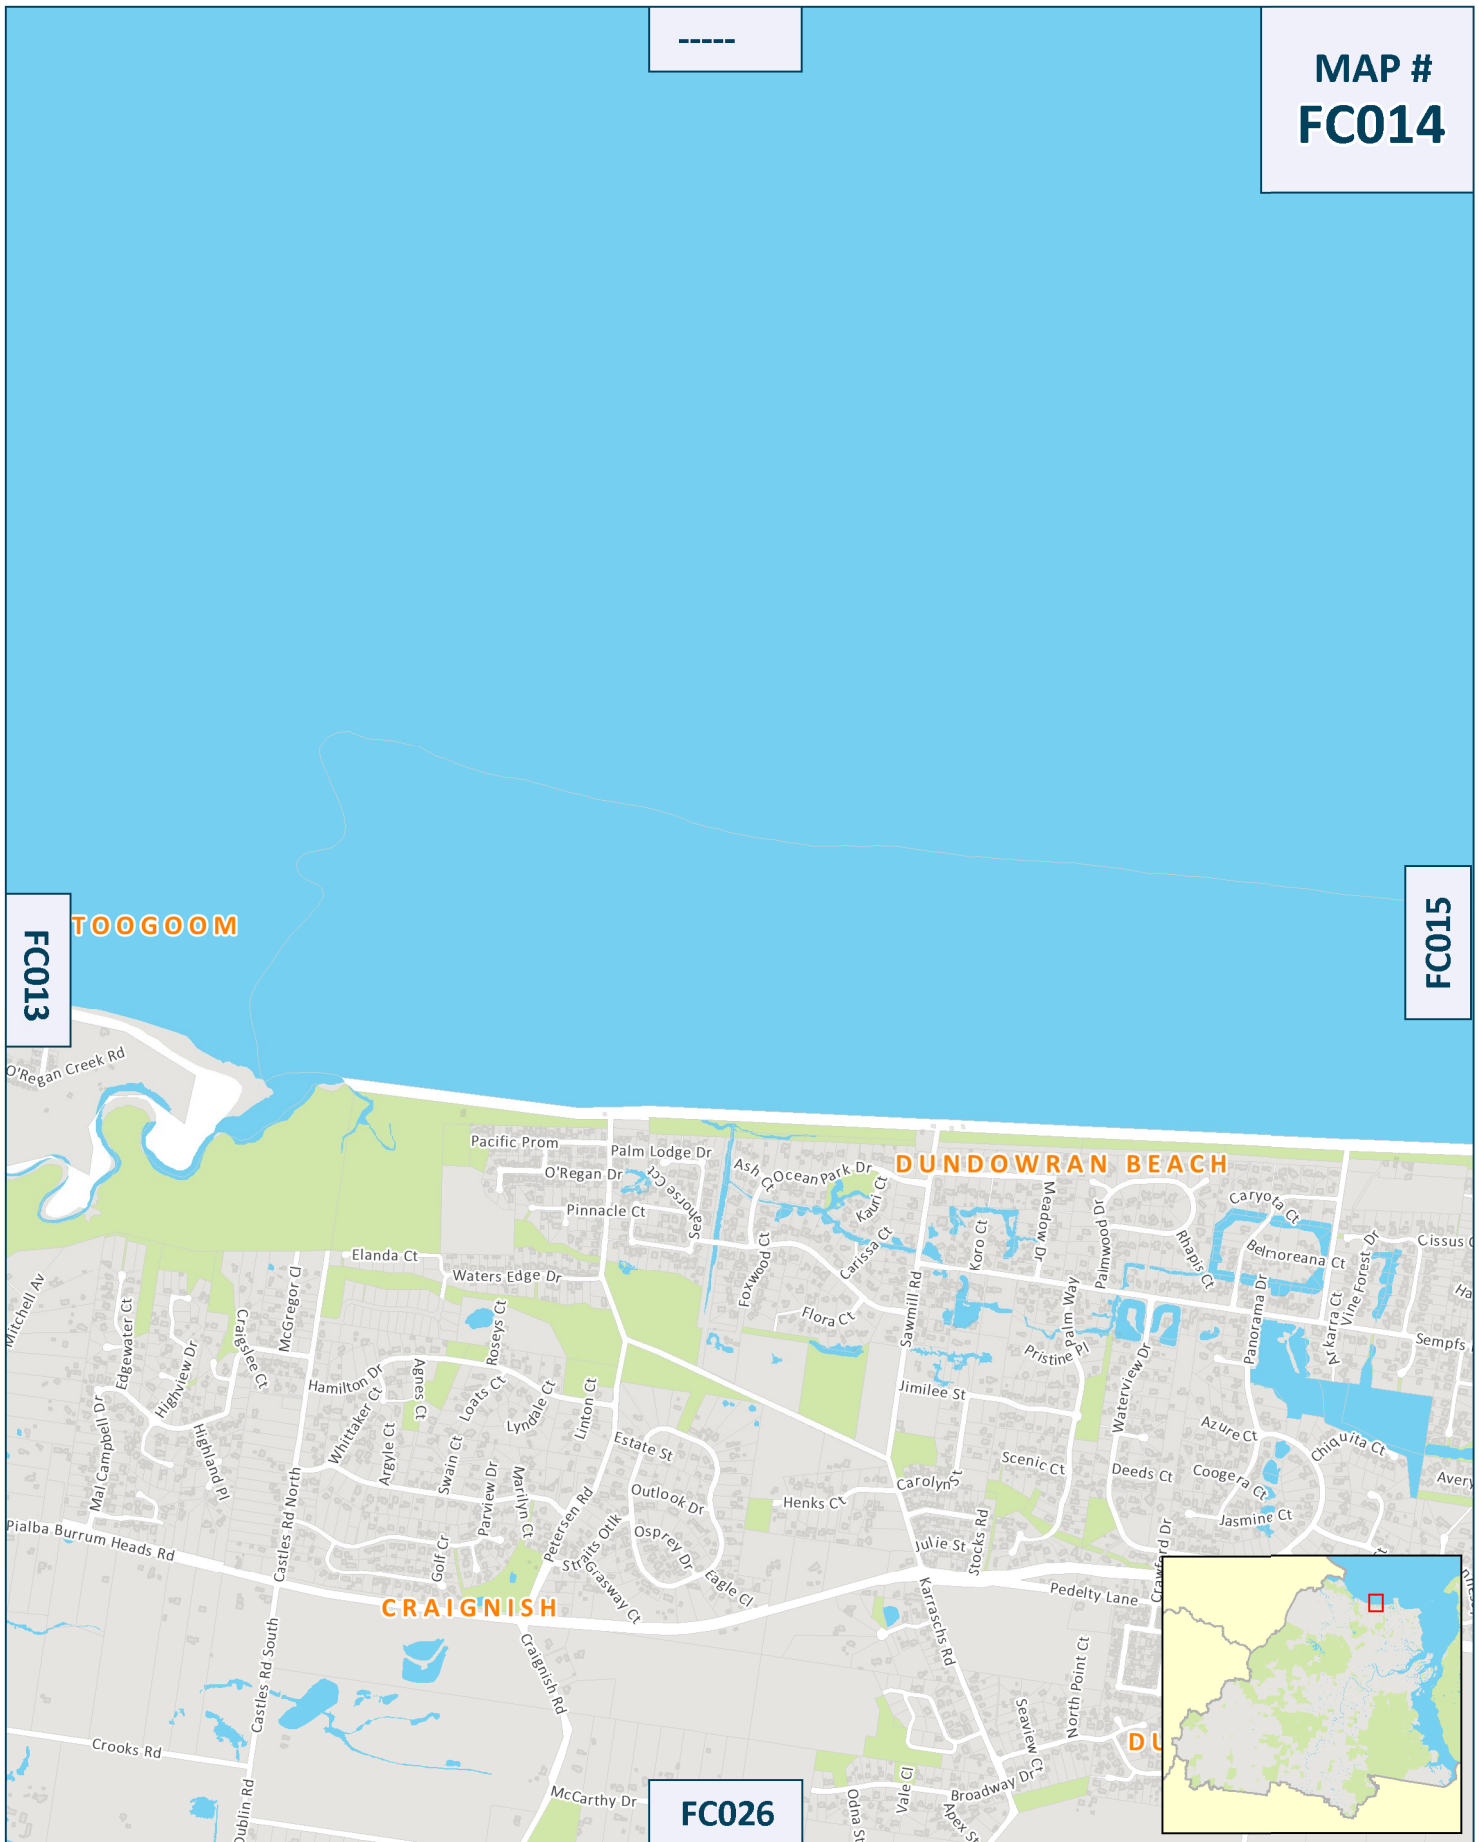 -----
MAP #
FC014
TOOGOOM
FC013
FC015
O'Regan Creek Rd
Pacific Prom
Palm Lodge Dr
O'Regan Dr
Seahorse Cct
Ash Ct
Ocean Park Dr
Kauri Ct
DUNDOWRAN BEACH
Pinnacle Ct
Meadow Dr
Palmwood Dr
Caryota Ct
Rhapis Ct
Belmoreana Ct
Vine Forest Dr
Cissus
Elanda Ct
Waters Edge Dr
Foxwood Ct
Carissa Ct
Koro Ct
Mitchell Av
Edgewater Ct
Highview Dr
Craigslee Ct
McGregor Cl
Roseys Ct
Flora Ct
Sawmill Rd
Palm Way
Pristine Pl
Panorama Dr
Arkarra Ct
Ha
Sempfs
Hamilton Dr
Agnes Ct
Loats Ct
Lyndale Ct
Linton Ct
Jimilee St
Waterview Dr
Mal Campbell Dr
Highland Pl
Whittaker Ct
Argyle Ct
Swain Ct
Parview Dr
Marilyn Ct
Estate St
Azure Ct
Chiquita Ct
Scenic Ct
Deeds Ct
Coogera Ct
Avery
Castles Rd North
Petersen Rd
Outlook Dr
Henks Ct
Carolyn St
Jasmine Ct
Pialba Burrum Heads Rd
Golf Cr
Straits Otlk
Osprey Dr
Julie St
Stocks Rd
Crawford Dr
Grasway Ct
Eagle Cl
Pedelty Lane
CRAIGNISH
Karraschs Rd
Castles Rd South
Craignish Rd
North Point Ct
Seaview Ct
Crooks Rd
DU
Dublin Rd
McCarthy Dr
FC026
Odna St
Vale Cl
Broadway Dr
Apex St